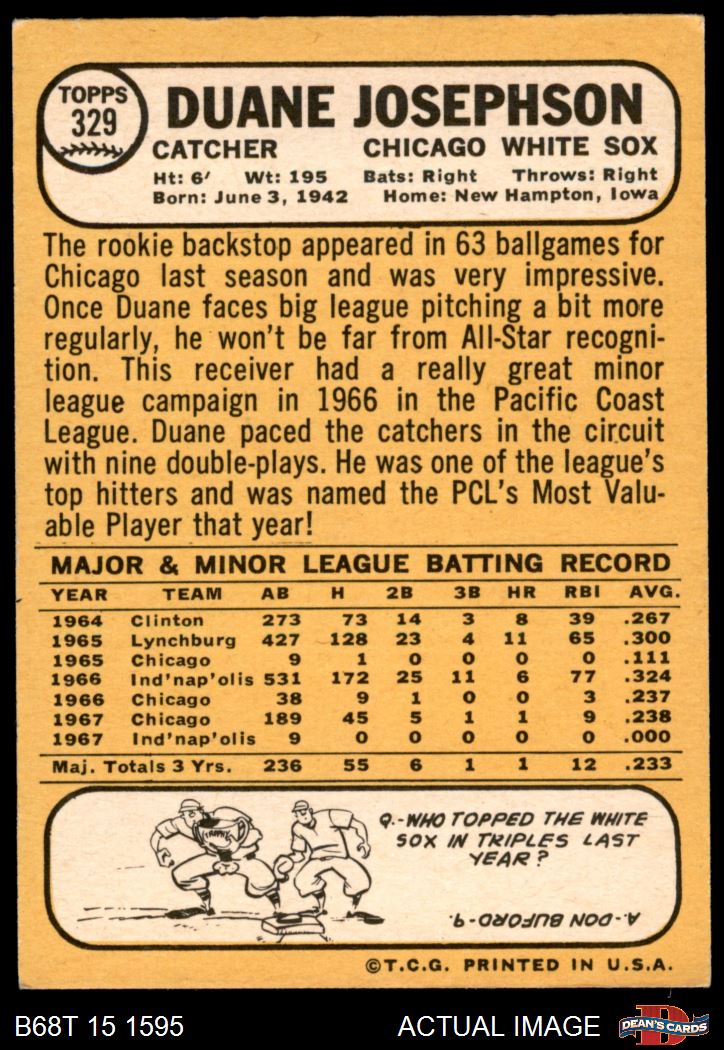 TOPPS
329
DUANE JOSEPHSON
CATCHER CHICAGO WHITE SOX
Ht: 6' Wt: 195 Bats: Right Throws: Right
Born: June 3, 1942 Home: New Hampton, Iowa
The rookie backstop appeared in 63 ballgames for
Chicago last season and was very impressive.
Once Duane faces big league pitching a bit more
regularly, he won't be far from All-Star recogni-
tion. This receiver had a really great minor
league campaign in 1966 in the Pacific Coast
League. Duane paced the catchers in the circuit
with nine double-plays. He was one of the league's
top hitters and was named the PCL's Most Valu-
able Player that year!
MAJOR & MINOR LEAGUE BATTING RECORD
YEAR TEAM AB H 2B 3B HR RBI AVG.
1964 Clinton 273 73 14 3 8 39 .267
1965 Lynchburg 427 128 23 4 11 65 .300
1965 Chicago 9 1 0 0 0 0 .111
1966 Ind'nap'olis 531 172 25 11 6 77 .324
1966 Chicago 38 9 1 0 0 3 .237
1967 Chicago 189 45 5 1 1 9 .238
1967 Ind'nap'olis 9 0 0 0 0 0 .000
Maj. Totals 3 Yrs. 236 55 6 1 1 12 .233
TROPHY
Q.-WHO TOPPED THE WHITE
SOX IN TRIPLES LAST
YEAR?
A.-DON BUFORD-9.
©T.C.G. PRINTED IN U.S.A.
B68T 15 1595 ACTUAL IMAGE
D
DEAN'S CARDS